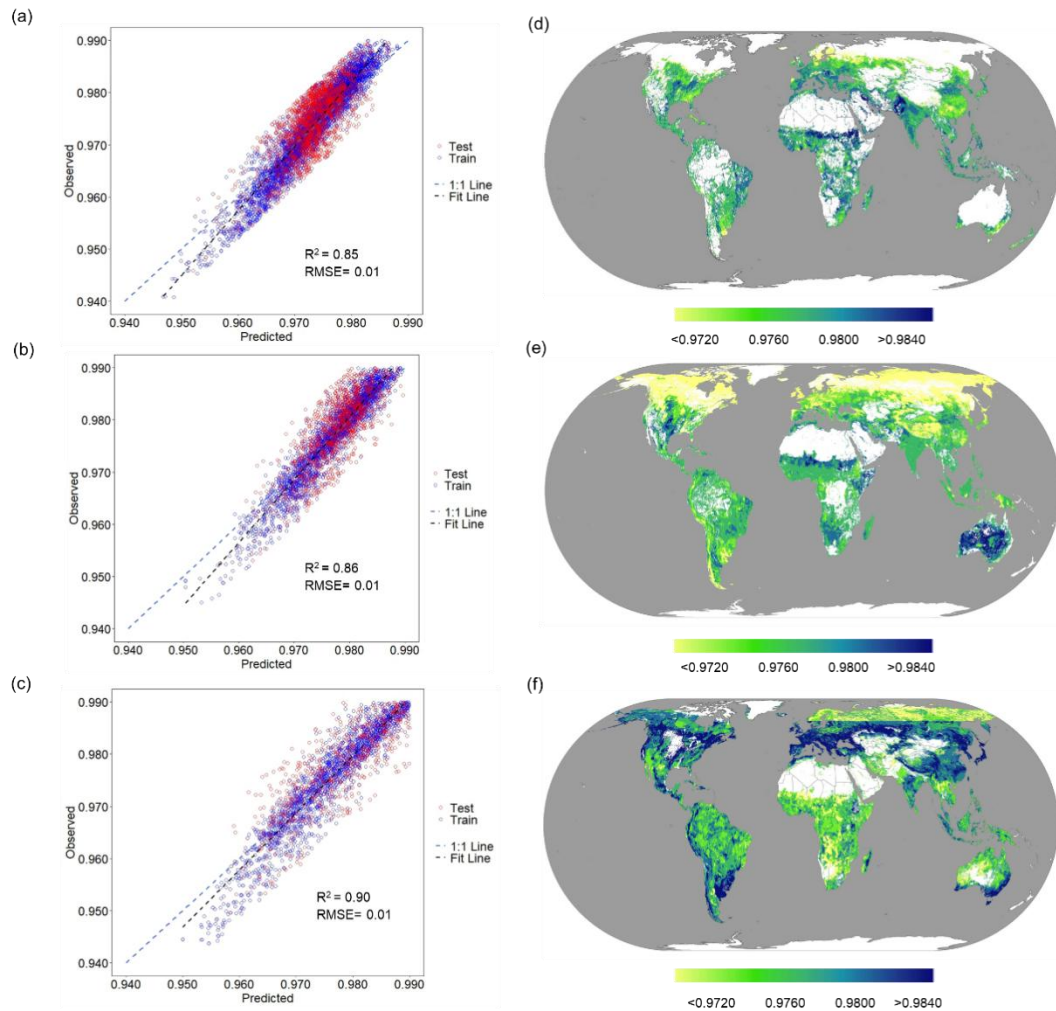 (a)
0.990
0.980
0.970
0.960
0.950
0.940
Observed
0.940 0.950 0.960 0.970 0.980 0.990
Predicted
Test
Train
1:1 Line
Fit Line
R² = 0.85
RMSE= 0.01
(d)
<0.9720 0.9760 0.9800 >0.9840
(b)
0.990
0.980
0.970
0.960
0.950
0.940
Observed
0.940 0.950 0.960 0.970 0.980 0.990
Predicted
Test
Train
1:1 Line
Fit Line
R² = 0.86
RMSE= 0.01
(e)
<0.9720 0.9760 0.9800 >0.9840
(c)
0.990
0.980
0.970
0.960
0.950
0.940
Observed
0.940 0.950 0.960 0.970 0.980 0.990
Predicted
Test
Train
1:1 Line
Fit Line
R² = 0.90
RMSE= 0.01
(f)
<0.9720 0.9760 0.9800 >0.9840